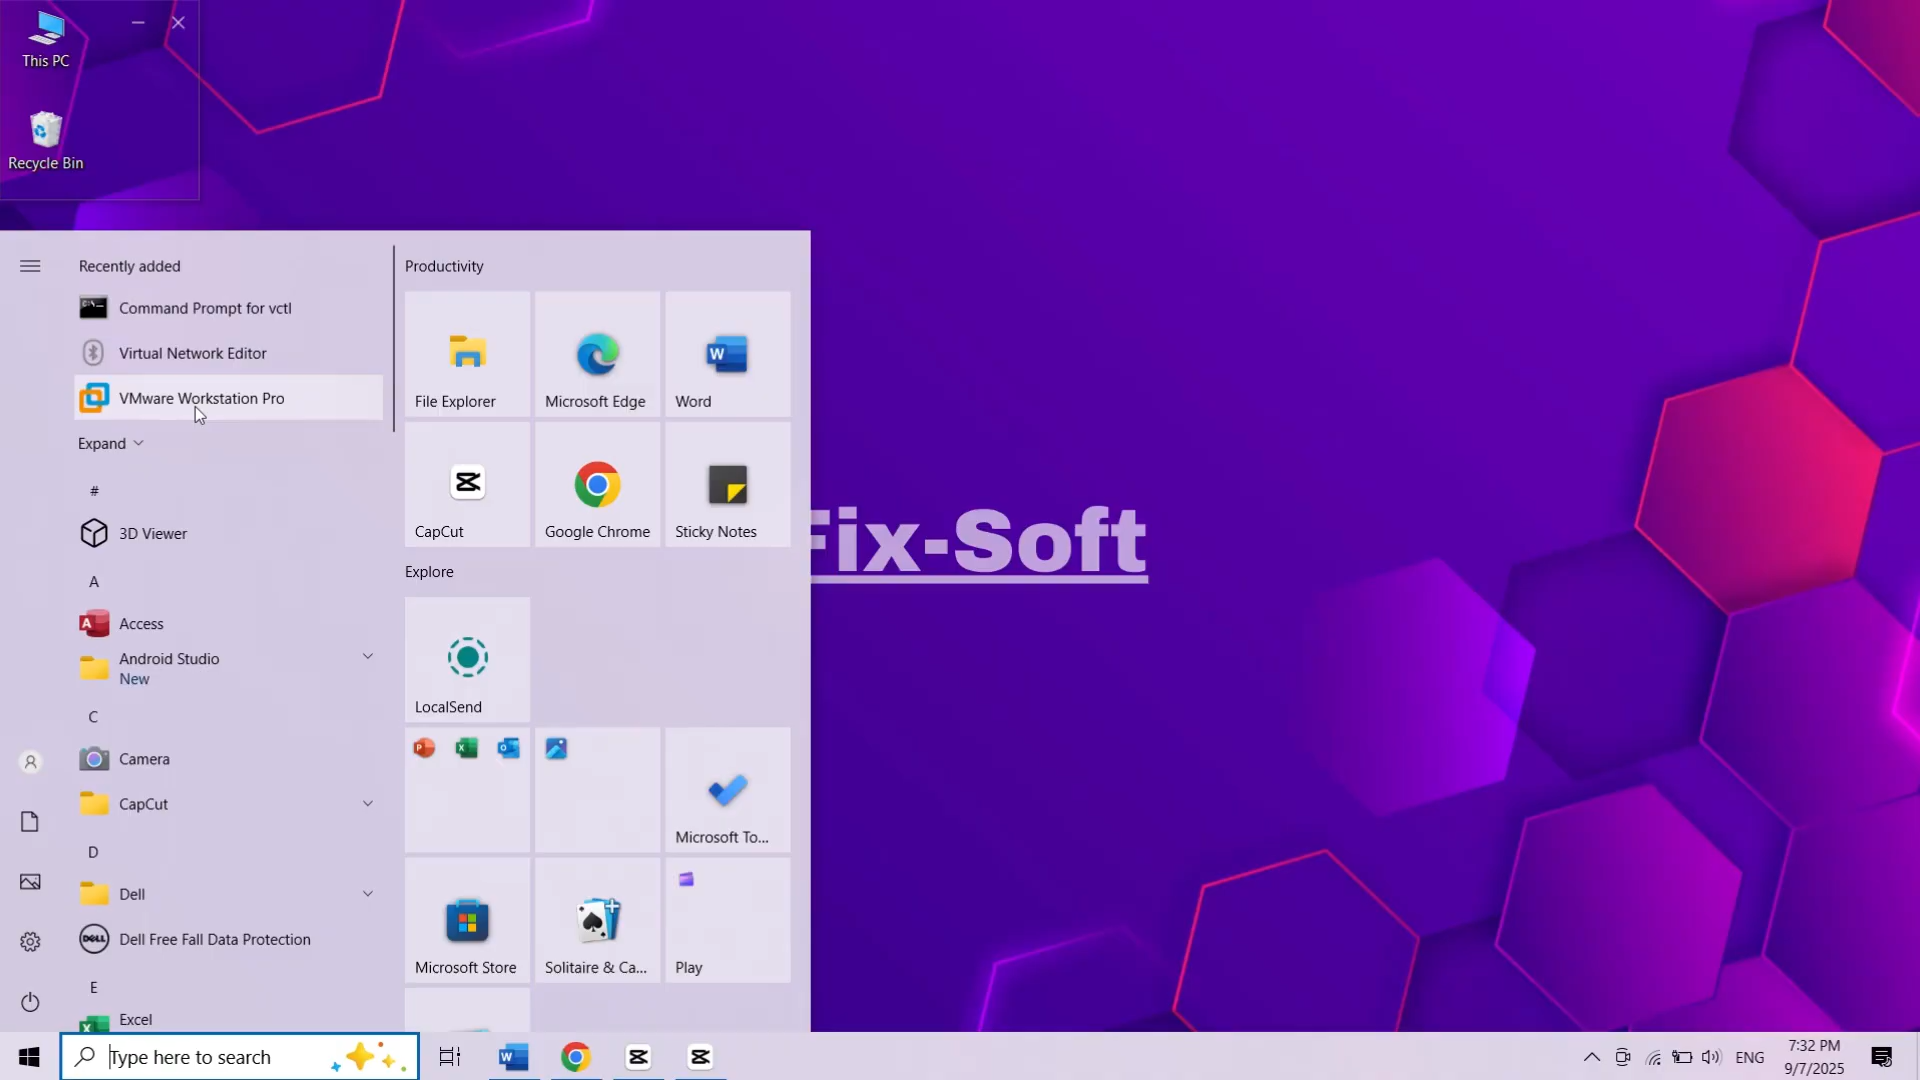 This PC
Recycle Bin
Recently added
Command Prompt for vctl
Virtual Network Editor
VMware Workstation Pro
Expand
#
3D Viewer
A
Access
Android Studio
New
C
Camera
CapCut
D
Dell
DELL
Dell Free Fall Data Protection
E
Excel
Productivity
File Explorer
Microsoft Edge
Word
CapCut
Google Chrome
Sticky Notes
Explore
LocalSend
Microsoft To...
Microsoft Store
Solitaire & Ca...
Play
Fix-Soft
Type here to search
ENG
7:32 PM
9/7/2025